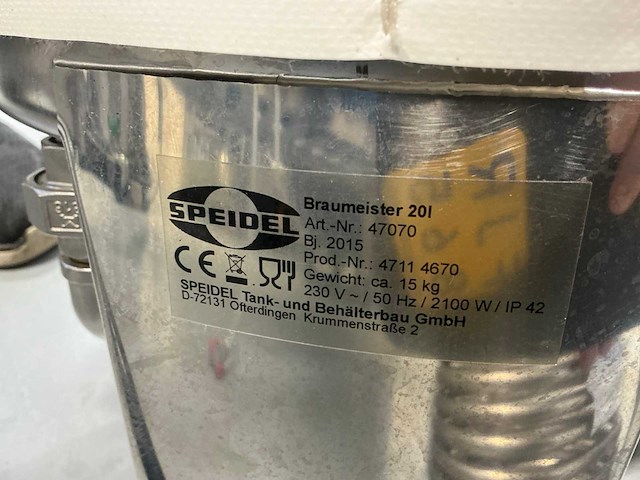 SPEIDEL
Braumeister 20l
Art.-Nr.: 47070
Bj. 2015
Prod.-Nr.: 4711 4670
Gewicht: ca. 15 kg
230 V ~ / 50 Hz / 2100 W / IP 42
SPEIDEL Tank- und Behälterbau GmbH
D-72131 Ofterdingen Krummenstraße 2
CE